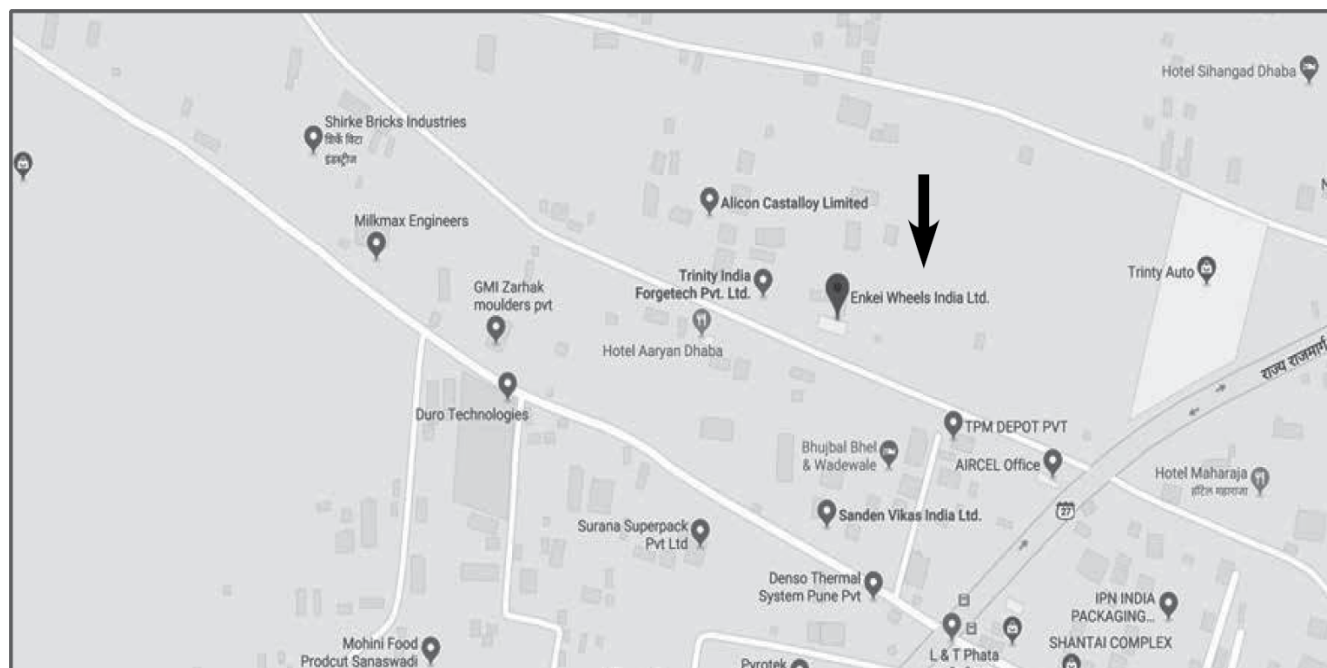 Hotel Sihangad Dhaba
Shirke Bricks Industries
शिर्के विटा
इंडस्ट्रीज
Alicon Castalloy Limited
Milkmax Engineers
Trinity India
Forgetech Pvt. Ltd.
Enkei Wheels India Ltd.
Trinty Auto
GMI Zarhak
moulders pvt
Hotel Aaryan Dhaba
राज्य राजमार्ग
Duro Technologies
TPM DEPOT PVT
Bhujbal Bhel
& Wadewale
AIRCEL Office
Hotel Maharaja
हॉटेल महाराजा
27
Sanden Vikas India Ltd.
Surana Superpack
Pvt Ltd
Denso Thermal
System Pune Pvt
IPN INDIA
PACKAGING...
SHANTAI COMPLEX
L & T Phata
Mohini Food
Prodcut Sanaswadi
Pyrotek